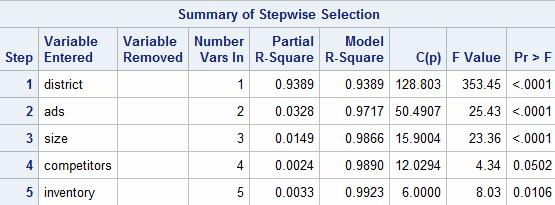 Summary of Stepwise Selection
Step Variable Entered Variable Removed Number Vars In Partial R-Square Model R-Square C(p) F Value Pr > F
1 district 1 0.9389 0.9389 128.803 353.45 <.0001
2 ads 2 0.0328 0.9717 50.4907 25.43 <.0001
3 size 3 0.0149 0.9866 15.9004 23.36 <.0001
4 competitors 4 0.0024 0.9890 12.0294 4.34 0.0502
5 inventory 5 0.0033 0.9923 6.0000 8.03 0.0106